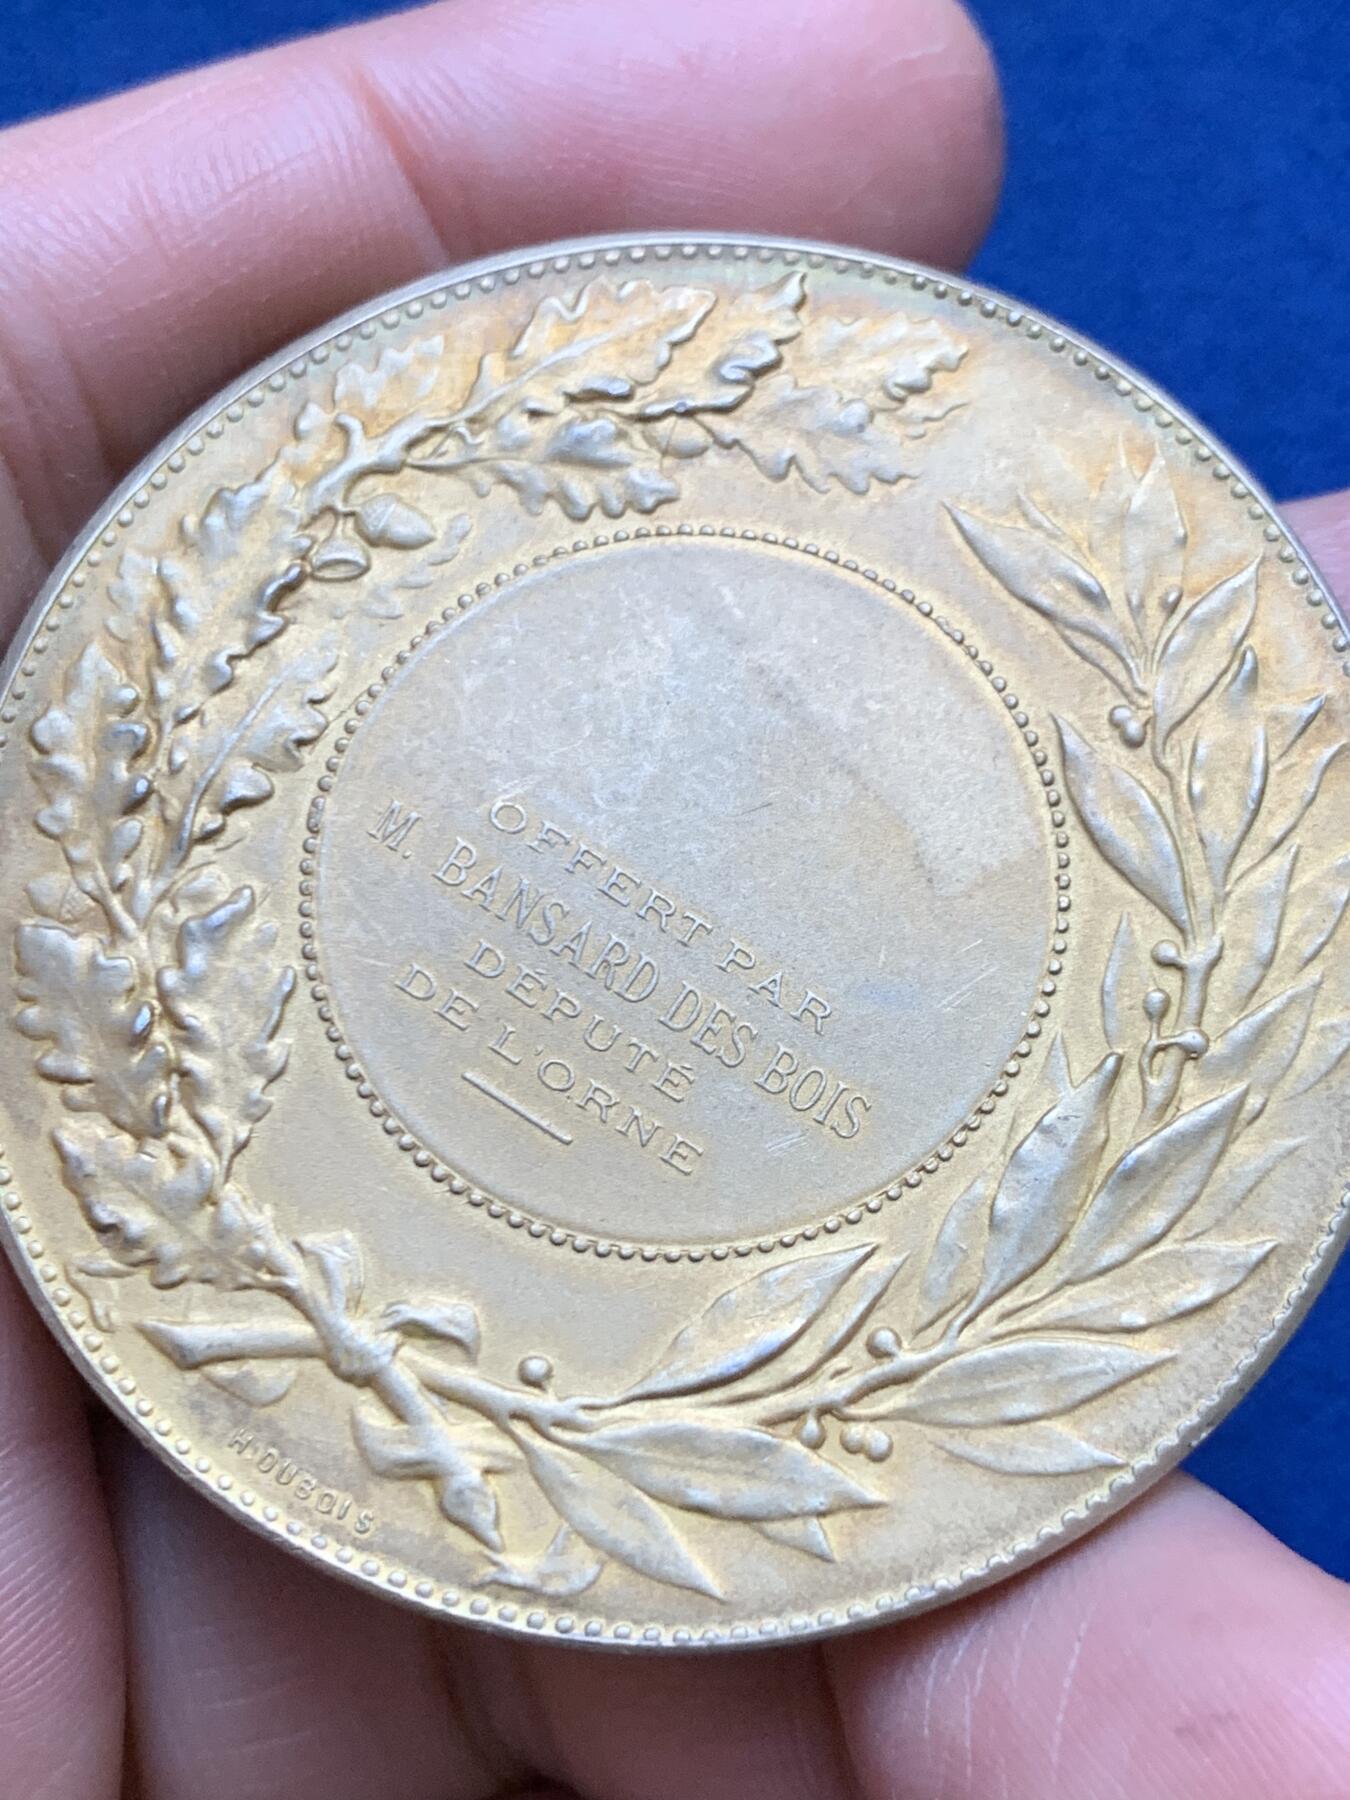 OFFERT PAR
M. BANSARD DES BOIS
DÉPUTÉ
DE L'ORNE
H. DUBOIS